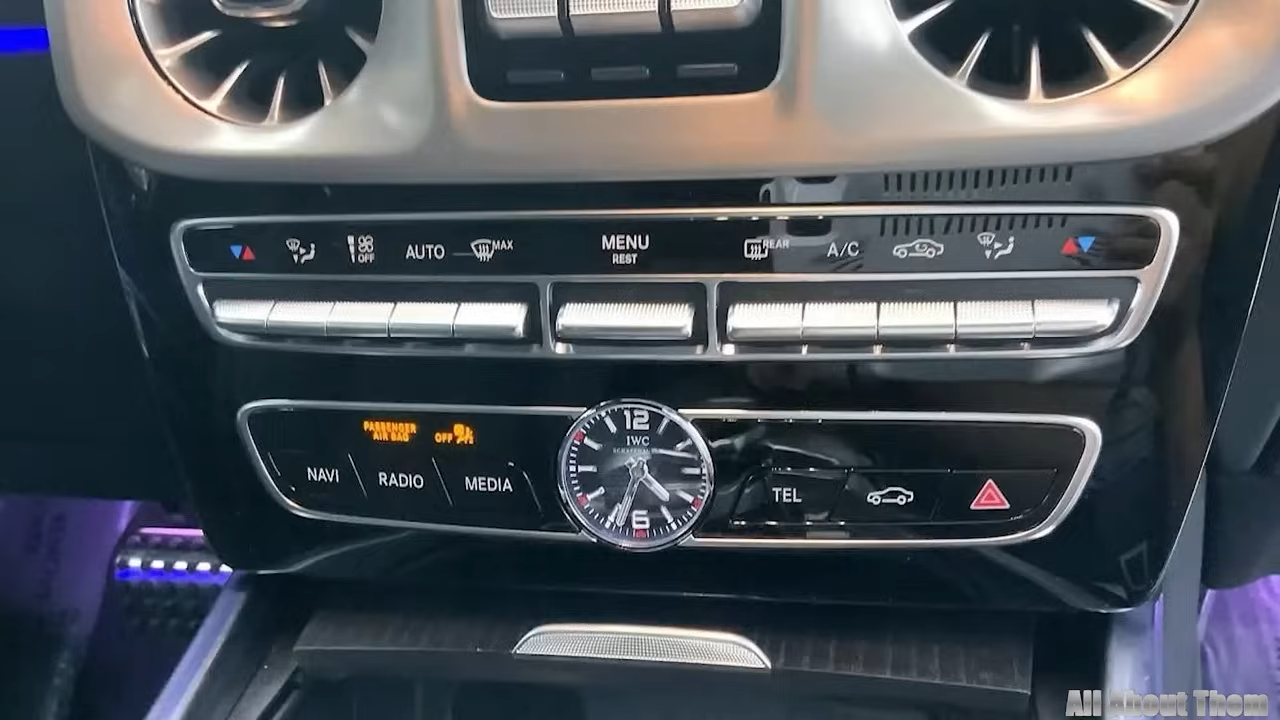 OFF
AUTO
MAX
MENU
REST
REAR
A/C
PASSENGER
AIR BAG
OFF
NAVI
RADIO
MEDIA
12
IWC
6
TEL
All About Them